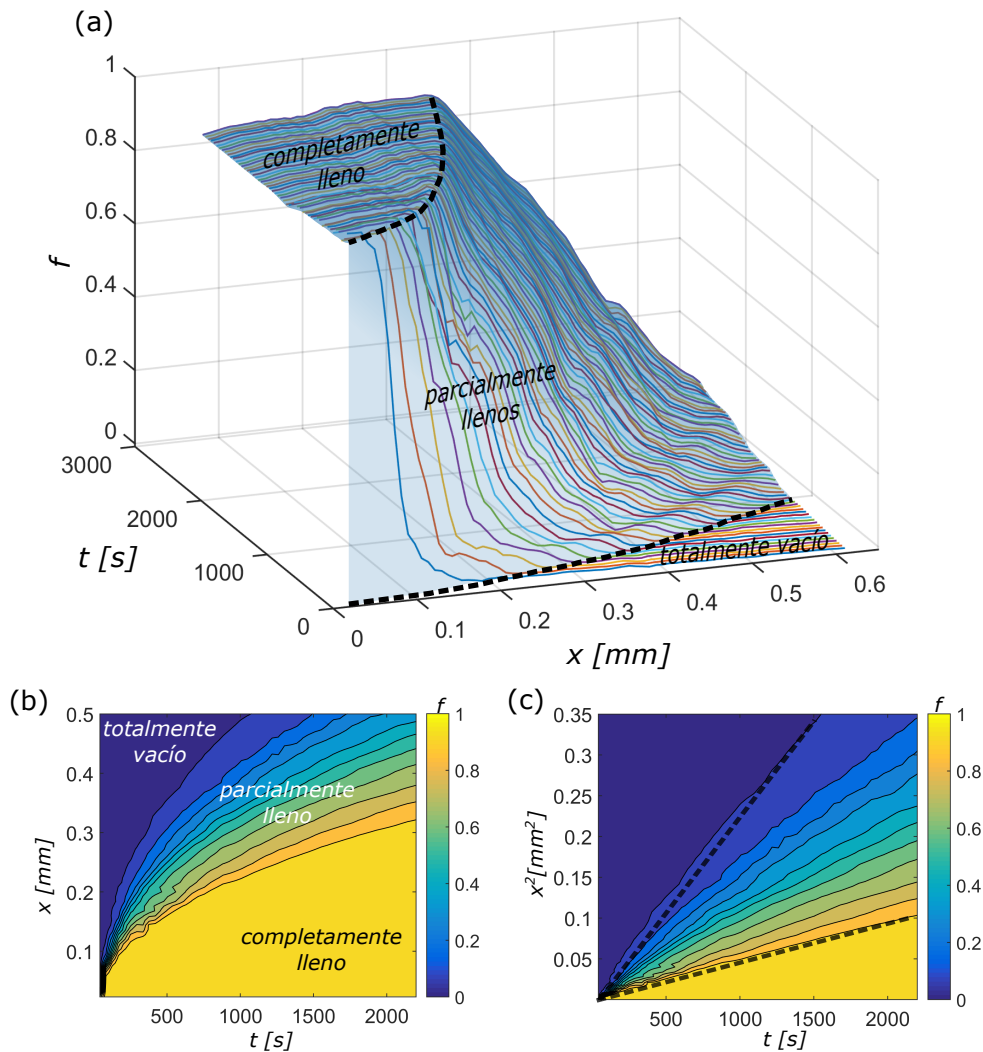 (a)
1
0.8
0.6
0.4
0.2
0
f
completamente
lleno
parcialmente
llenos
totalmente vació
3000
2000
1000
0
t [s]
0
0.1
0.2
0.3
0.4
0.5
0.6
x [mm]
(b)
0.5
0.4
0.3
0.2
0.1
x [mm]
totalmente
vacío
parcialmente
lleno
completamente
lleno
500
1000
1500
2000
t [s]
f
1
0.8
0.6
0.4
0.2
0
(c)
0.35
0.3
0.25
0.2
0.15
0.1
0.05
x²[mm²]
500
1000
1500
2000
t [s]
f
1
0.8
0.6
0.4
0.2
0